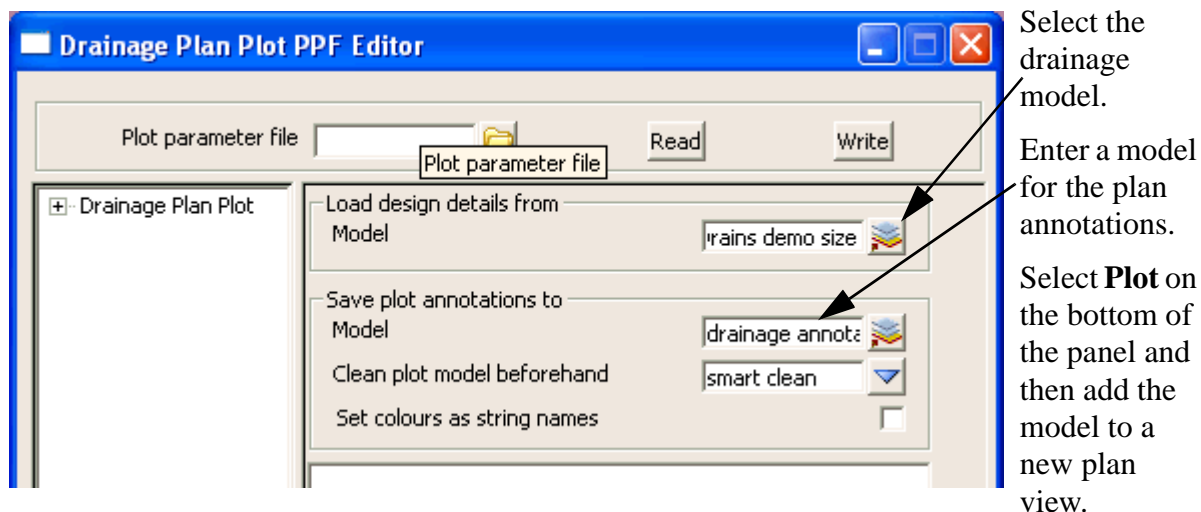 Drainage Plan Plot PPF Editor
Plot parameter file
Read
Write
Plot parameter file
Drainage Plan Plot
Load design details from
Model
rains demo size
Save plot annotations to
Model
drainage annota
Clean plot model beforehand
smart clean
Set colours as string names
Select the
drainage
model.
Enter a model
for the plan
annotations.
Select Plot on
the bottom of
the panel and
then add the
model to a
new plan
view.